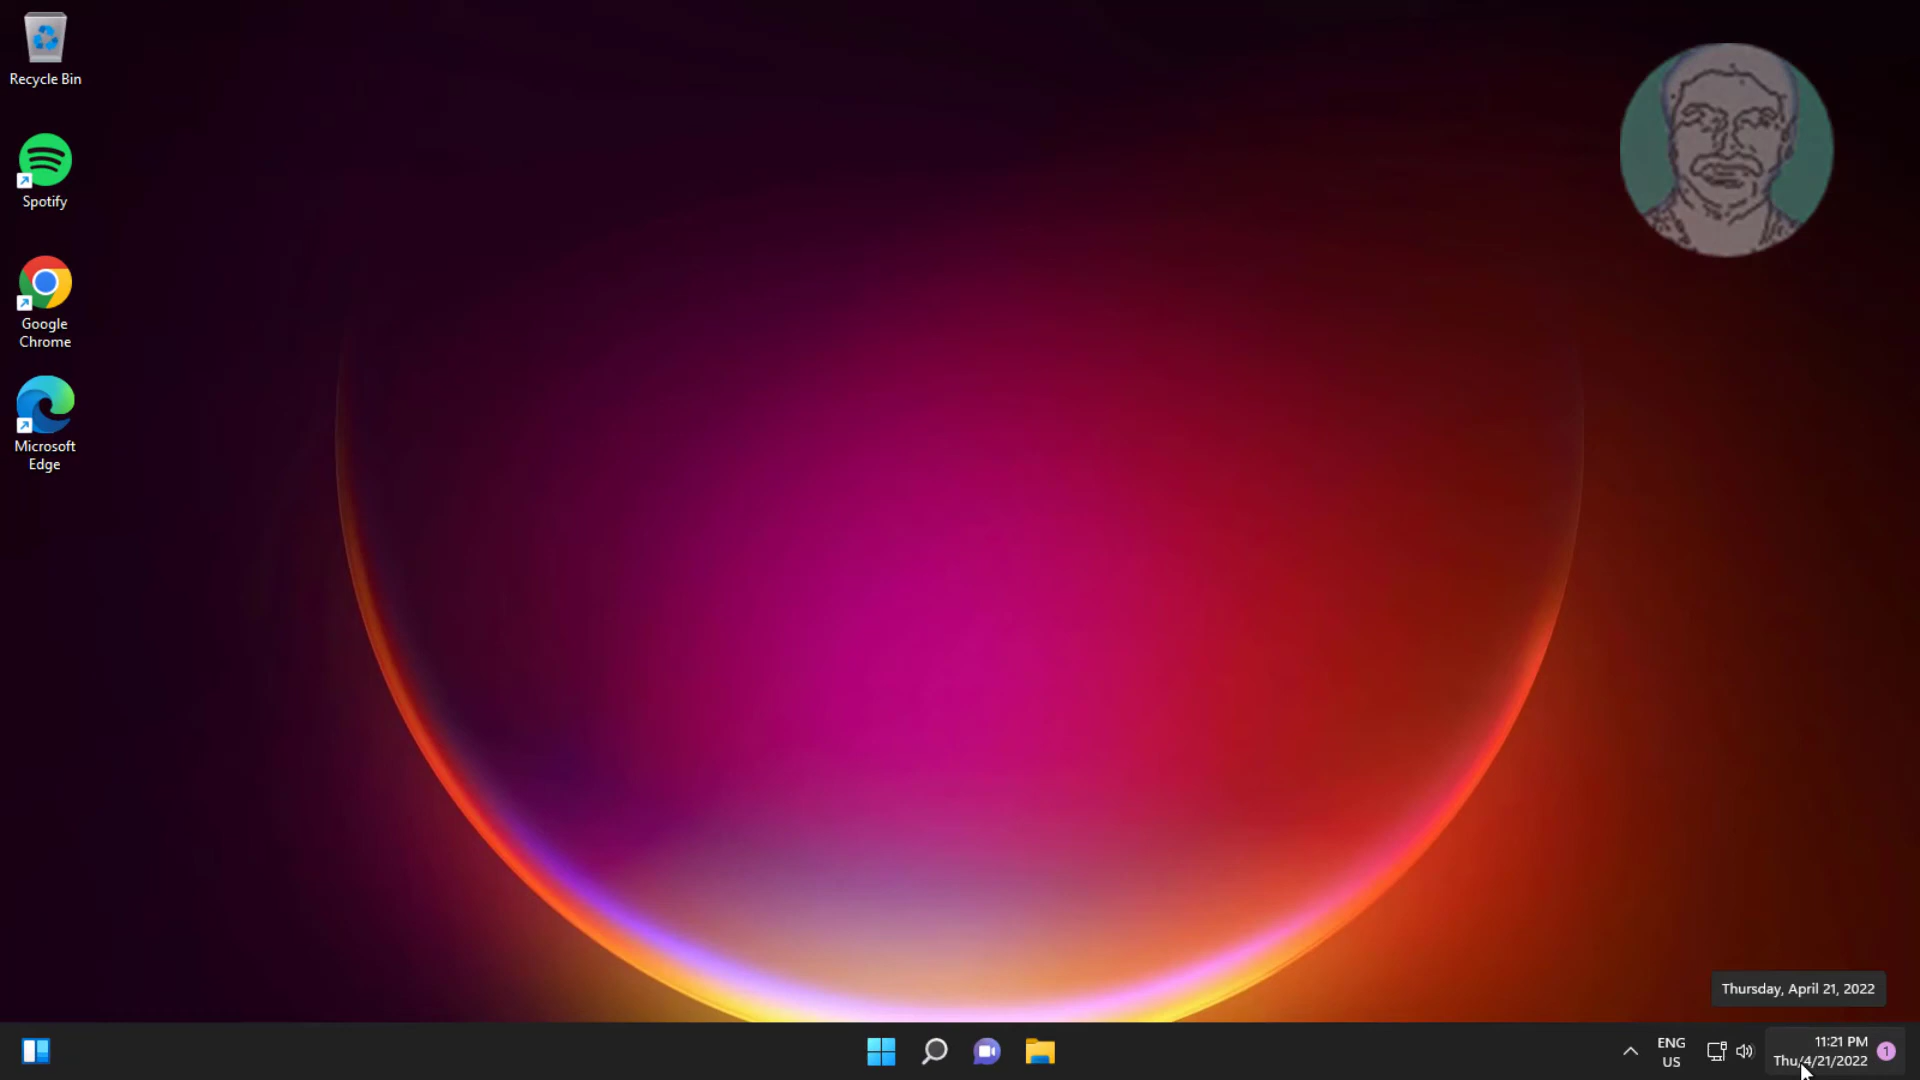 Recycle Bin
Spotify
Google
Chrome
Microsoft
Edge
Thursday, April 21, 2022
ENG
US
11:21 PM
Thu/4/21/2022
1